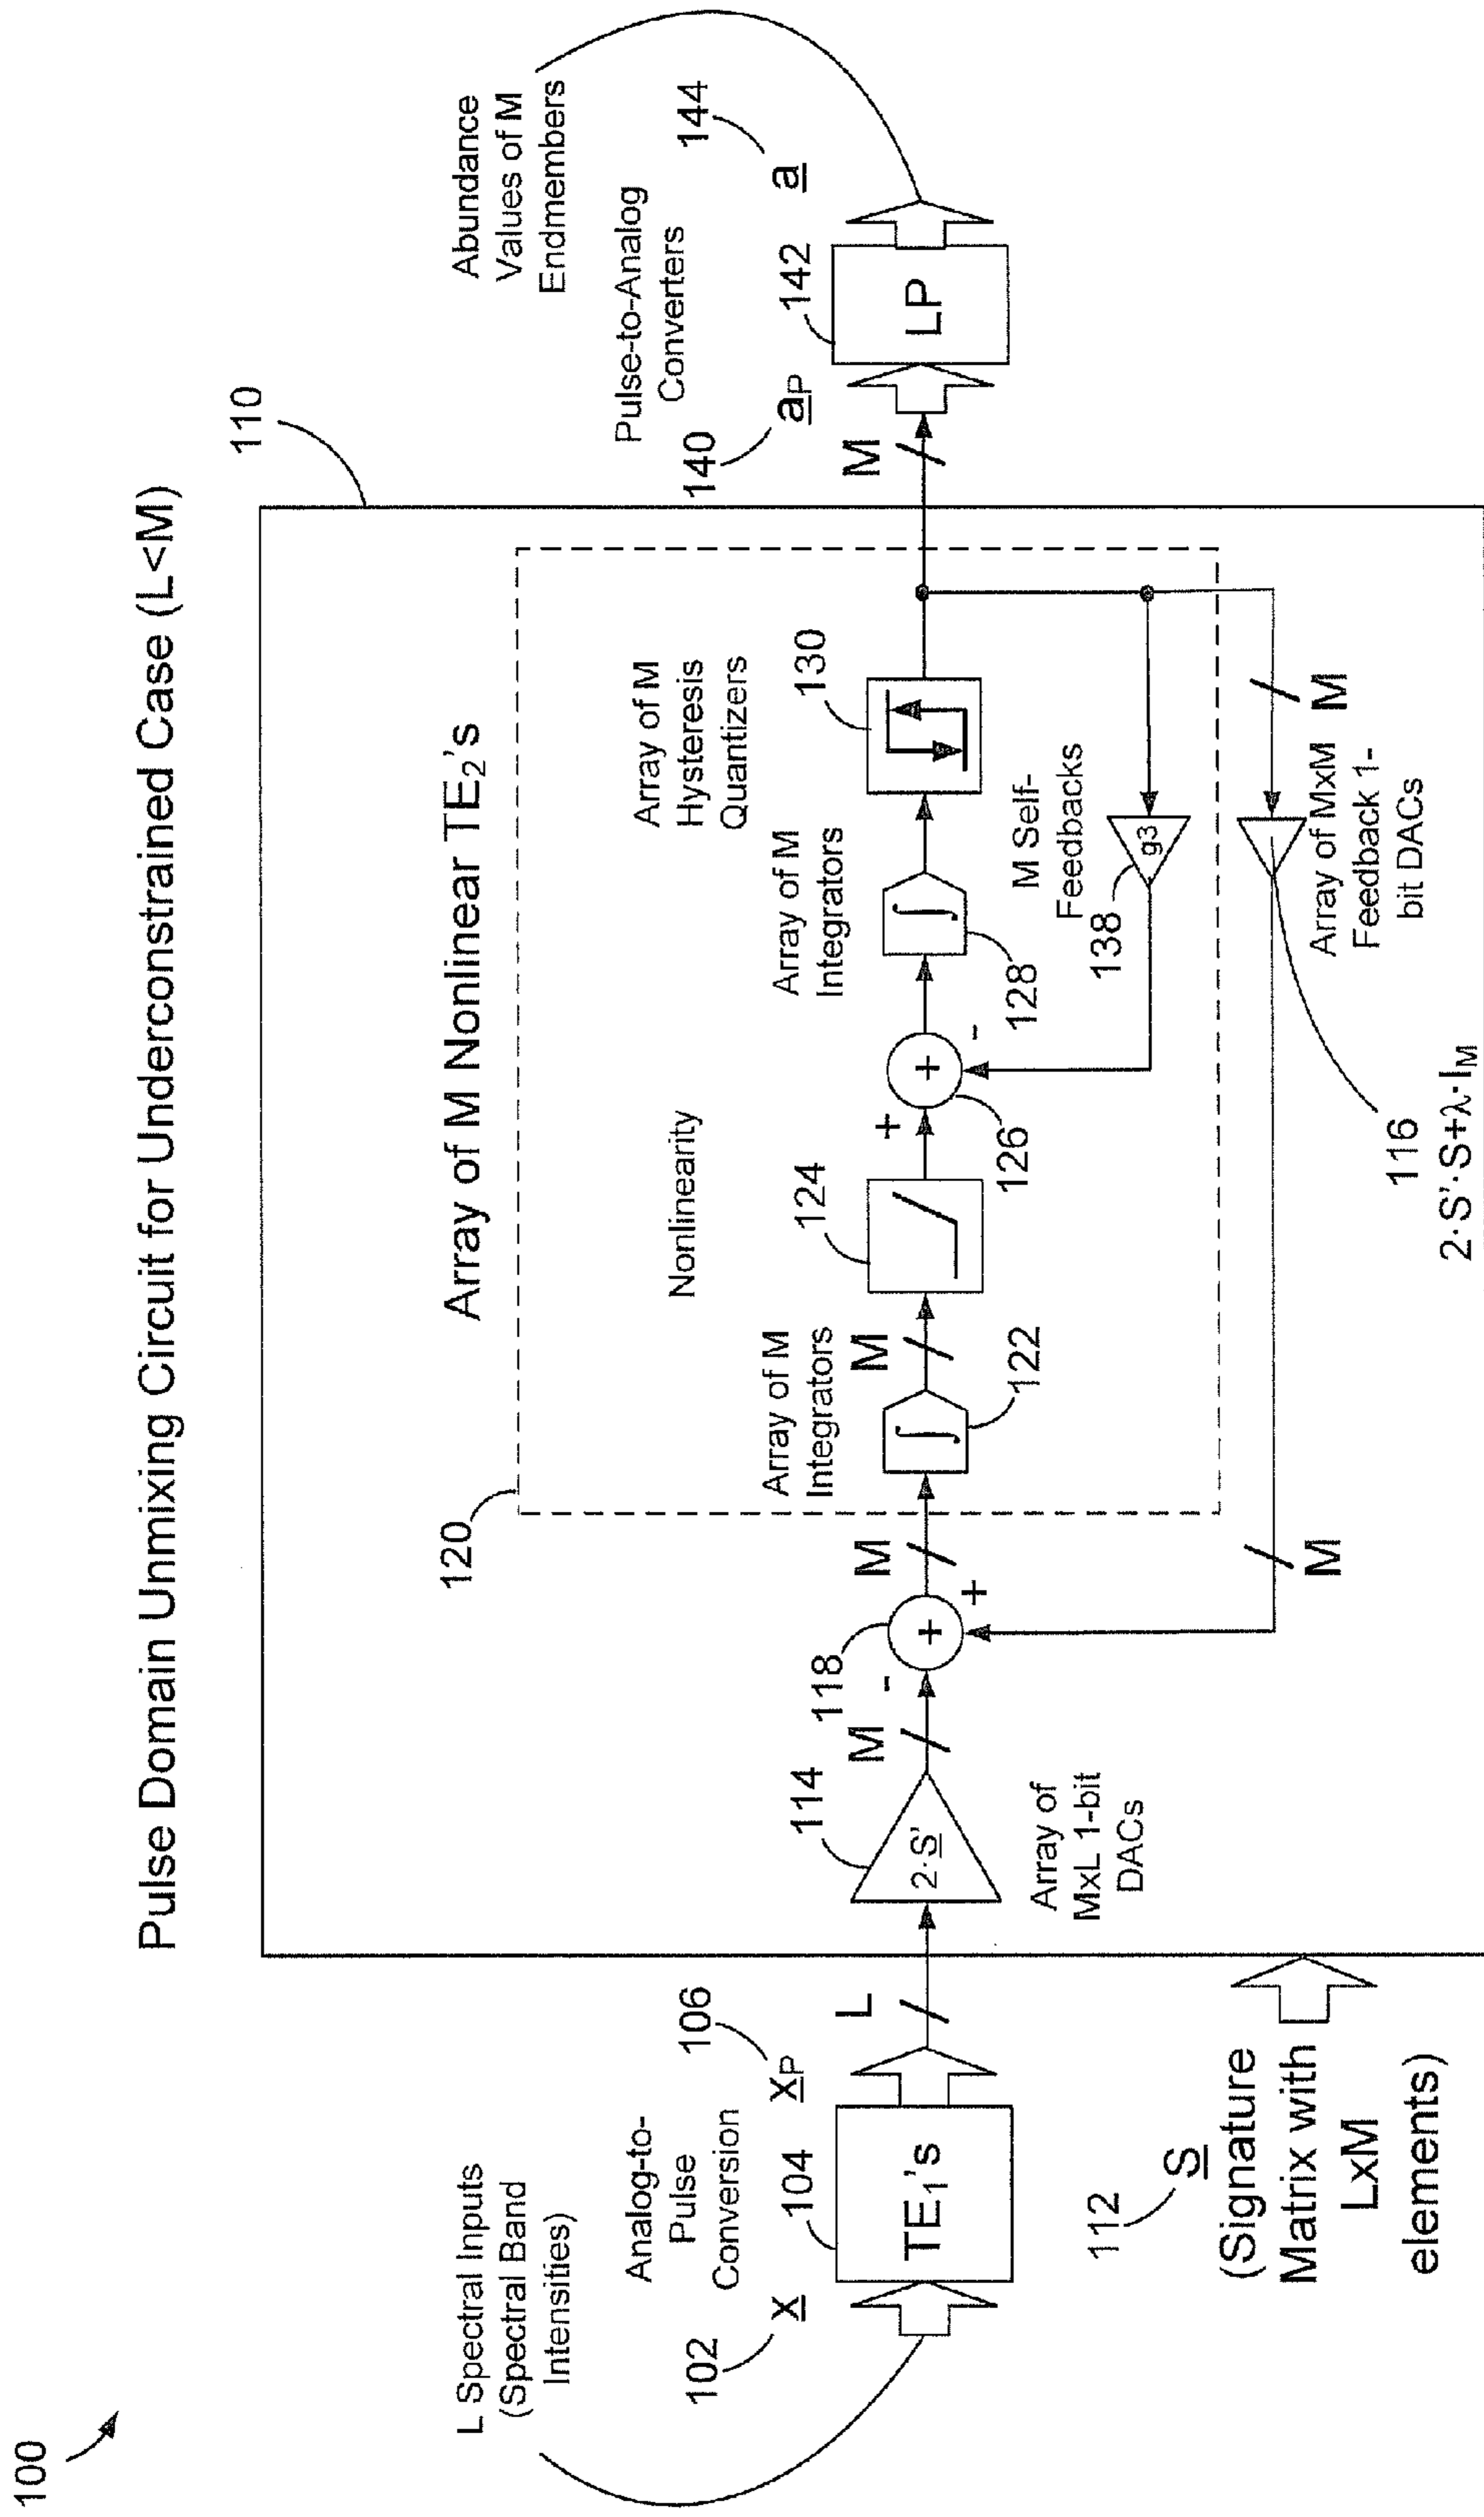 100
Pulse Domain Unmixing Circuit for Underconstrained Case (L<M)
110
L Spectral Inputs
(Spectral Band
Intensities)
102
x
Analog-to-
Pulse
Conversion
104
TE₁'s
106
xP
L
112
S
(Signature
Matrix with
LxM
elements)
114
2·S'
Array of
MxL 1-bit
DACs
M
118
-
+
+
M
120
Array of M Nonlinear TE₂'s
Array of M
Integrators
∫
122
M
Nonlinearity
124
+
+
-
126
Array of M
Integrators
∫
128
Array of M
Hysteresis
Quantizers
130
M Self-
Feedbacks
138
g3
M
M
Array of MxM
Feedback 1-
bit DACs
116
2·S'·S+λ·IM
M
140
aP
Pulse-to-Analog
Converters
142
LP
144
a
Abundance
Values of M
Endmembers